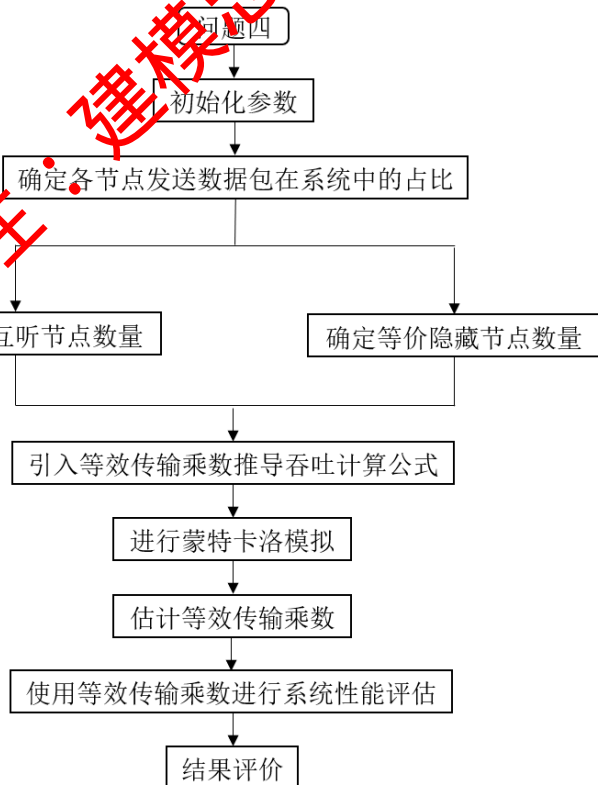 问题四
初始化参数
确定各节点发送数据包在系统中的占比
互听节点数量
确定等价隐藏节点数量
引入等效传输乘数推导吞吐计算公式
进行蒙特卡洛模拟
估计等效传输乘数
使用等效传输乘数进行系统性能评估
结果评价
：建模